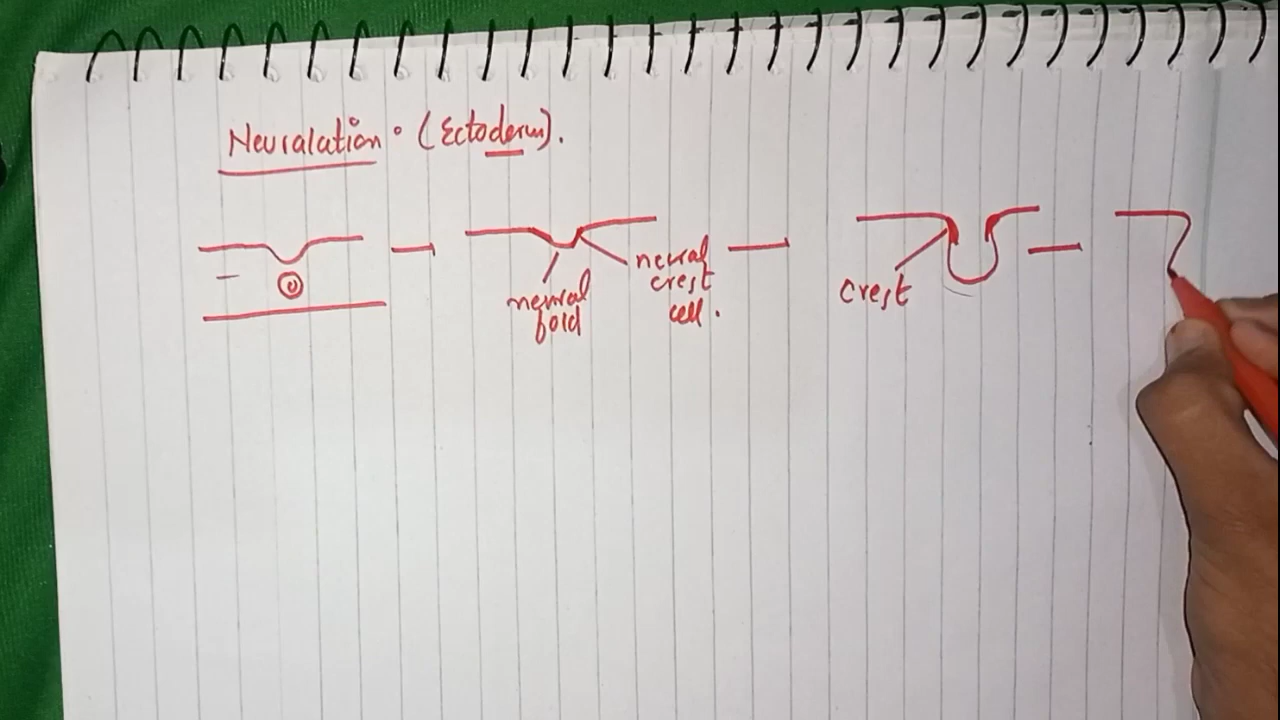 Neuralation • (Ectoderm).
neural
fold
neural
crest
cell.
crest